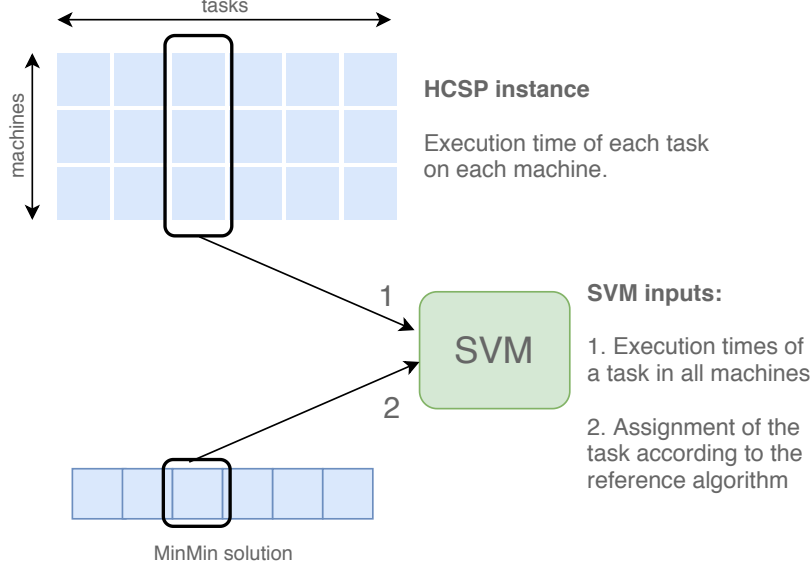 tasks
machines
HCSP instance
Execution time of each task
on each machine.
1
SVM
2
SVM inputs:
1. Execution times of
a task in all machines
2. Assignment of the
task according to the
reference algorithm
MinMin solution